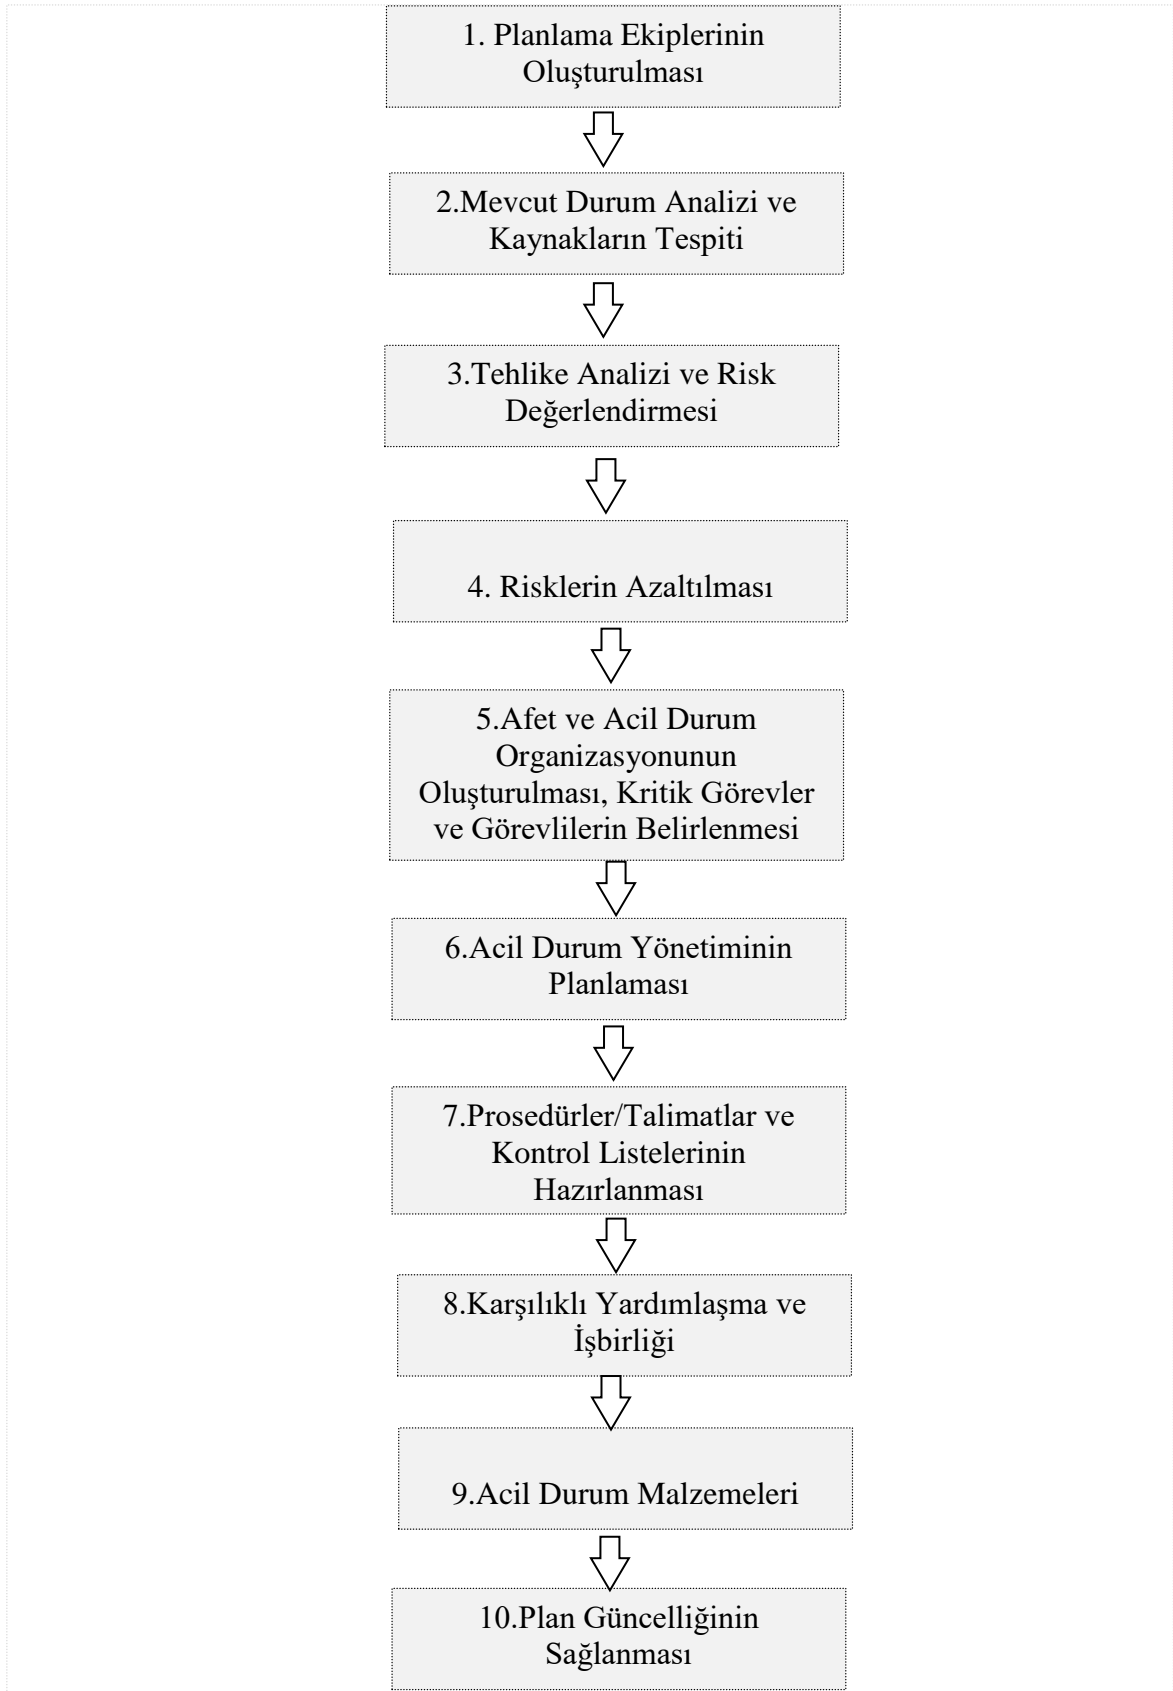 1. Planlama Ekiplerinin
Oluşturulması
2.Mevcut Durum Analizi ve
Kaynakların Tespiti
3.Tehlike Analizi ve Risk
Değerlendirmesi
4. Risklerin Azaltılması
5.Afet ve Acil Durum
Organizasyonunun
Oluşturulması, Kritik Görevler
ve Görevlilerin Belirlenmesi
6.Acil Durum Yönetiminin
Planlaması
7.Prosedürler/Talimatlar ve
Kontrol Listelerinin
Hazırlanması
8.Karşılıklı Yardımlaşma ve
İşbirliği
9.Acil Durum Malzemeleri
10.Plan Güncelliğinin
Sağlanması